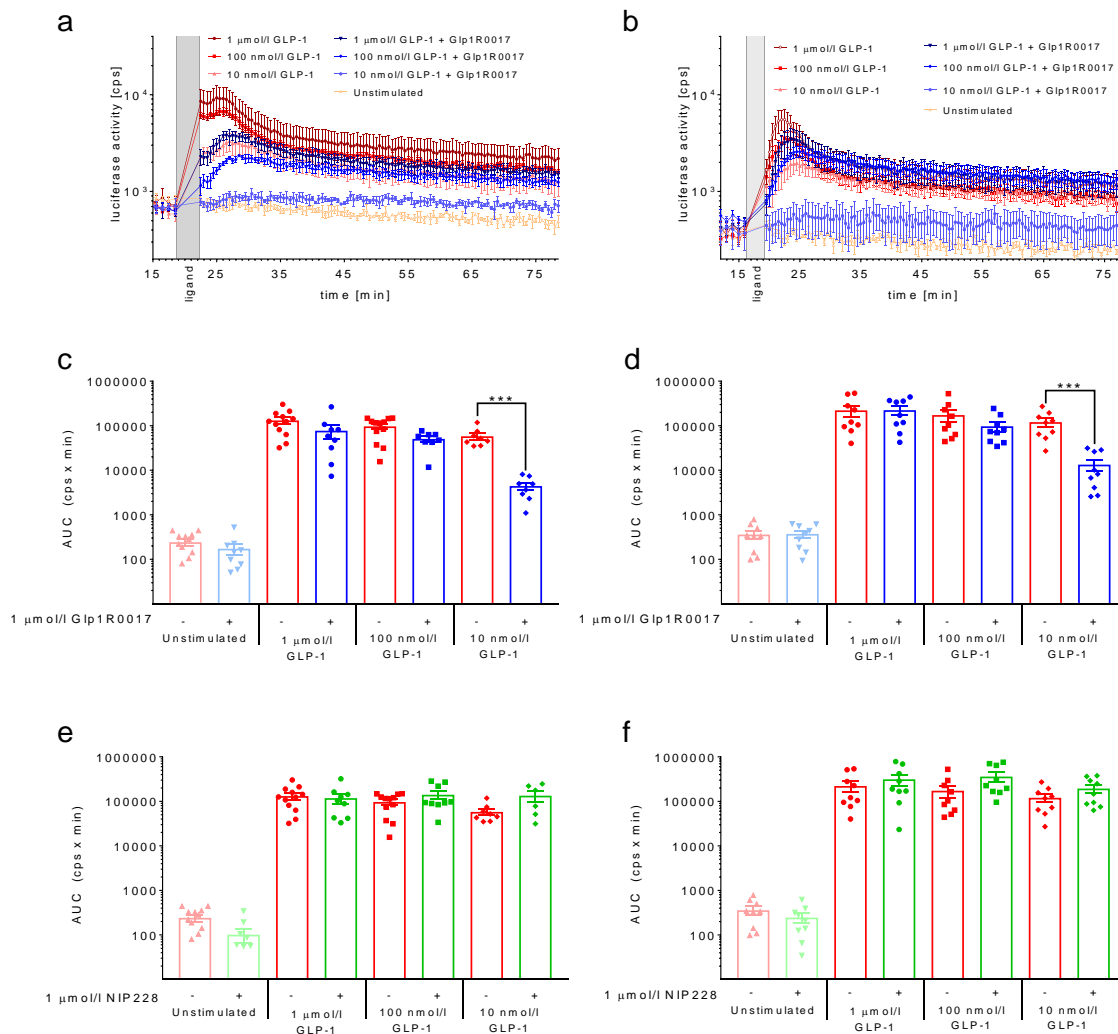 a
luciferase activity [cps]
10^4
10^3
1 μmol/l GLP-1
100 nmol/l GLP-1
10 nmol/l GLP-1
1 μmol/l GLP-1 + Glp1R0017
100 nmol/l GLP-1 + Glp1R0017
10 nmol/l GLP-1 + Glp1R0017
Unstimulated
15 25 35 45 55 65 75
ligand
time [min]
b
luciferase activity [cps]
10^4
10^3
1 μmol/l GLP-1
100 nmol/l GLP-1
10 nmol/l GLP-1
1 μmol/l GLP-1 + Glp1R0017
100 nmol/l GLP-1 + Glp1R0017
10 nmol/l GLP-1 + Glp1R0017
Unstimulated
15 25 35 45 55 65 75
ligand
time [min]
c
AUC (cps x min)
1000000
100000
10000
1000
100
***
1 μmol/l Glp1R0017
- + - + - + - +
Unstimulated
1 μmol/l
GLP-1
100 nmol/l
GLP-1
10 nmol/l
GLP-1
d
AUC (cps x min)
1000000
100000
10000
1000
100
***
1 μmol/l Glp1R0017
- + - + - + - +
Unstimulated
1 μmol/l
GLP-1
100 nmol/l
GLP-1
10 nmol/l
GLP-1
e
AUC (cps x min)
1000000
100000
10000
1000
100
1 μmol/l NIP228
- + - + - + - +
Unstimulated
1 μmol/l
GLP-1
100 nmol/l
GLP-1
10 nmol/l
GLP-1
f
AUC (cps x min)
1000000
100000
10000
1000
100
1 μmol/l NIP228
- + - + - + - +
Unstimulated
1 μmol/l
GLP-1
100 nmol/l
GLP-1
10 nmol/l
GLP-1